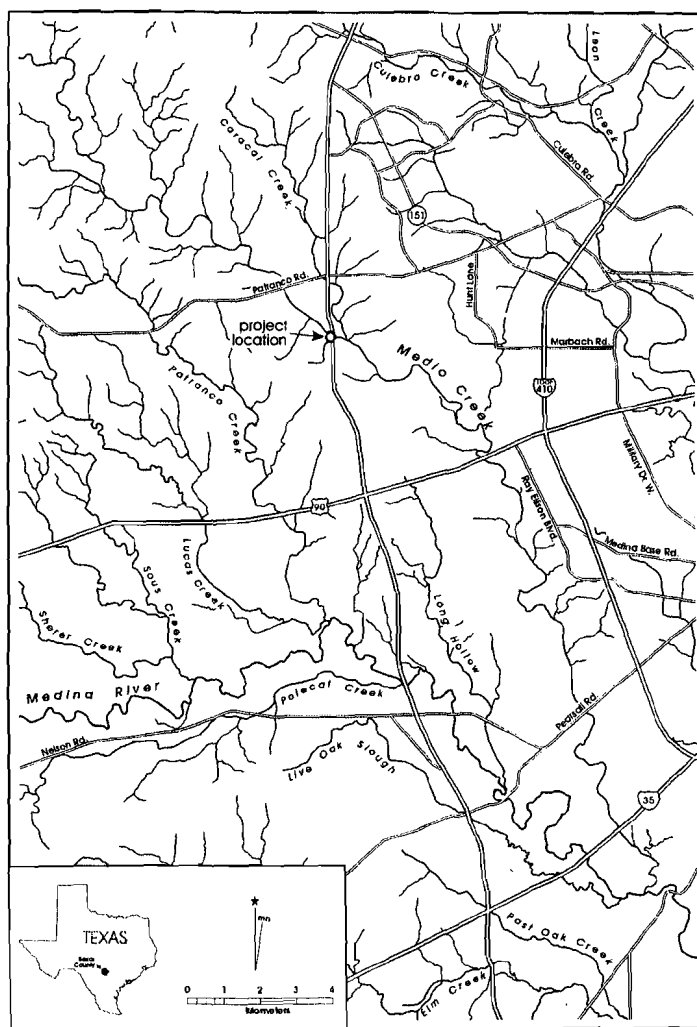 Culebra Creek
Leon
Creek
Caracol Creek
Culebra Rd.
151
Potranco Rd.
Hunt Lane
project
location
Marbach Rd.
Medio Creek
LOOP
410
Potranco Creek
Military Dr. W.
90
Ray Ellison Blvd.
Medina Base Rd.
Lucas Creek
Sous Creek
Long Hollow
Sherer Creek
Medina River
Polecat Creek
Pearsall Rd.
Nelson Rd.
Live Oak Slough
35
TEXAS
Bexar
County
mn
0 1 2 3 4
Kilometers
Post Oak Creek
Elm Creek